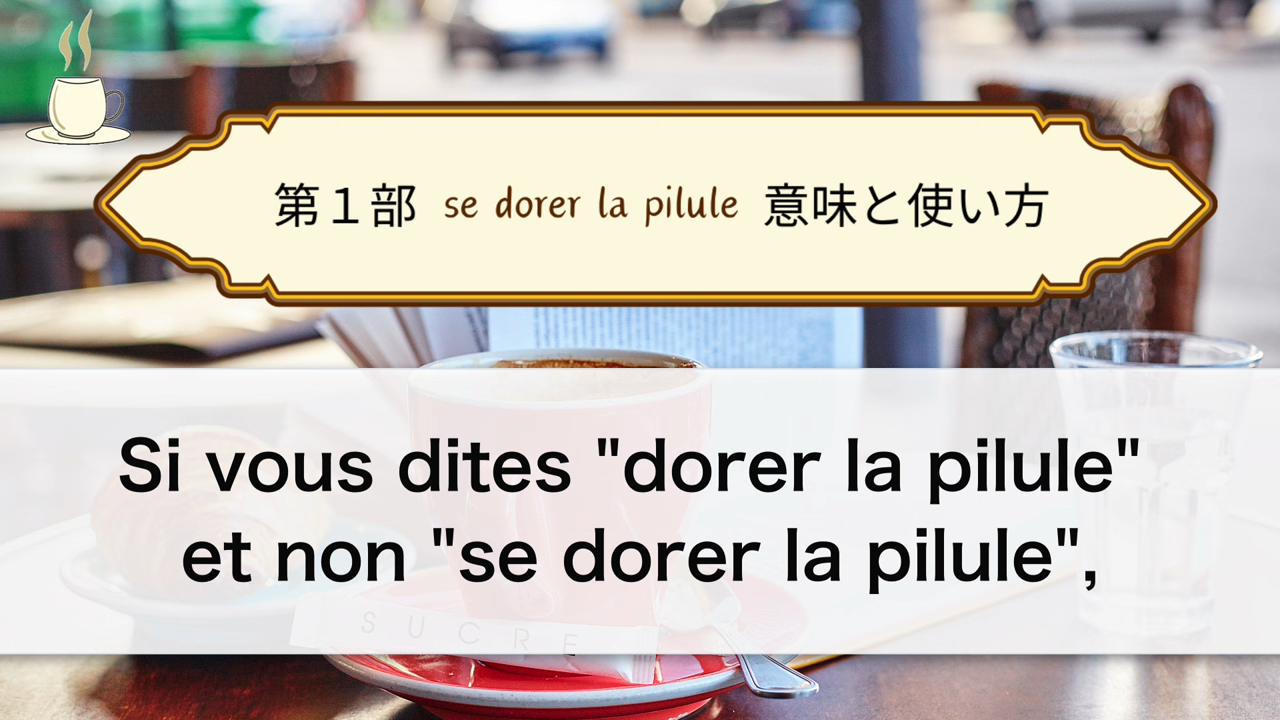 第１部 se dorer la pilule 意味と使い方
Si vous dites "dorer la pilule"
et non "se dorer la pilule",
SUCRE